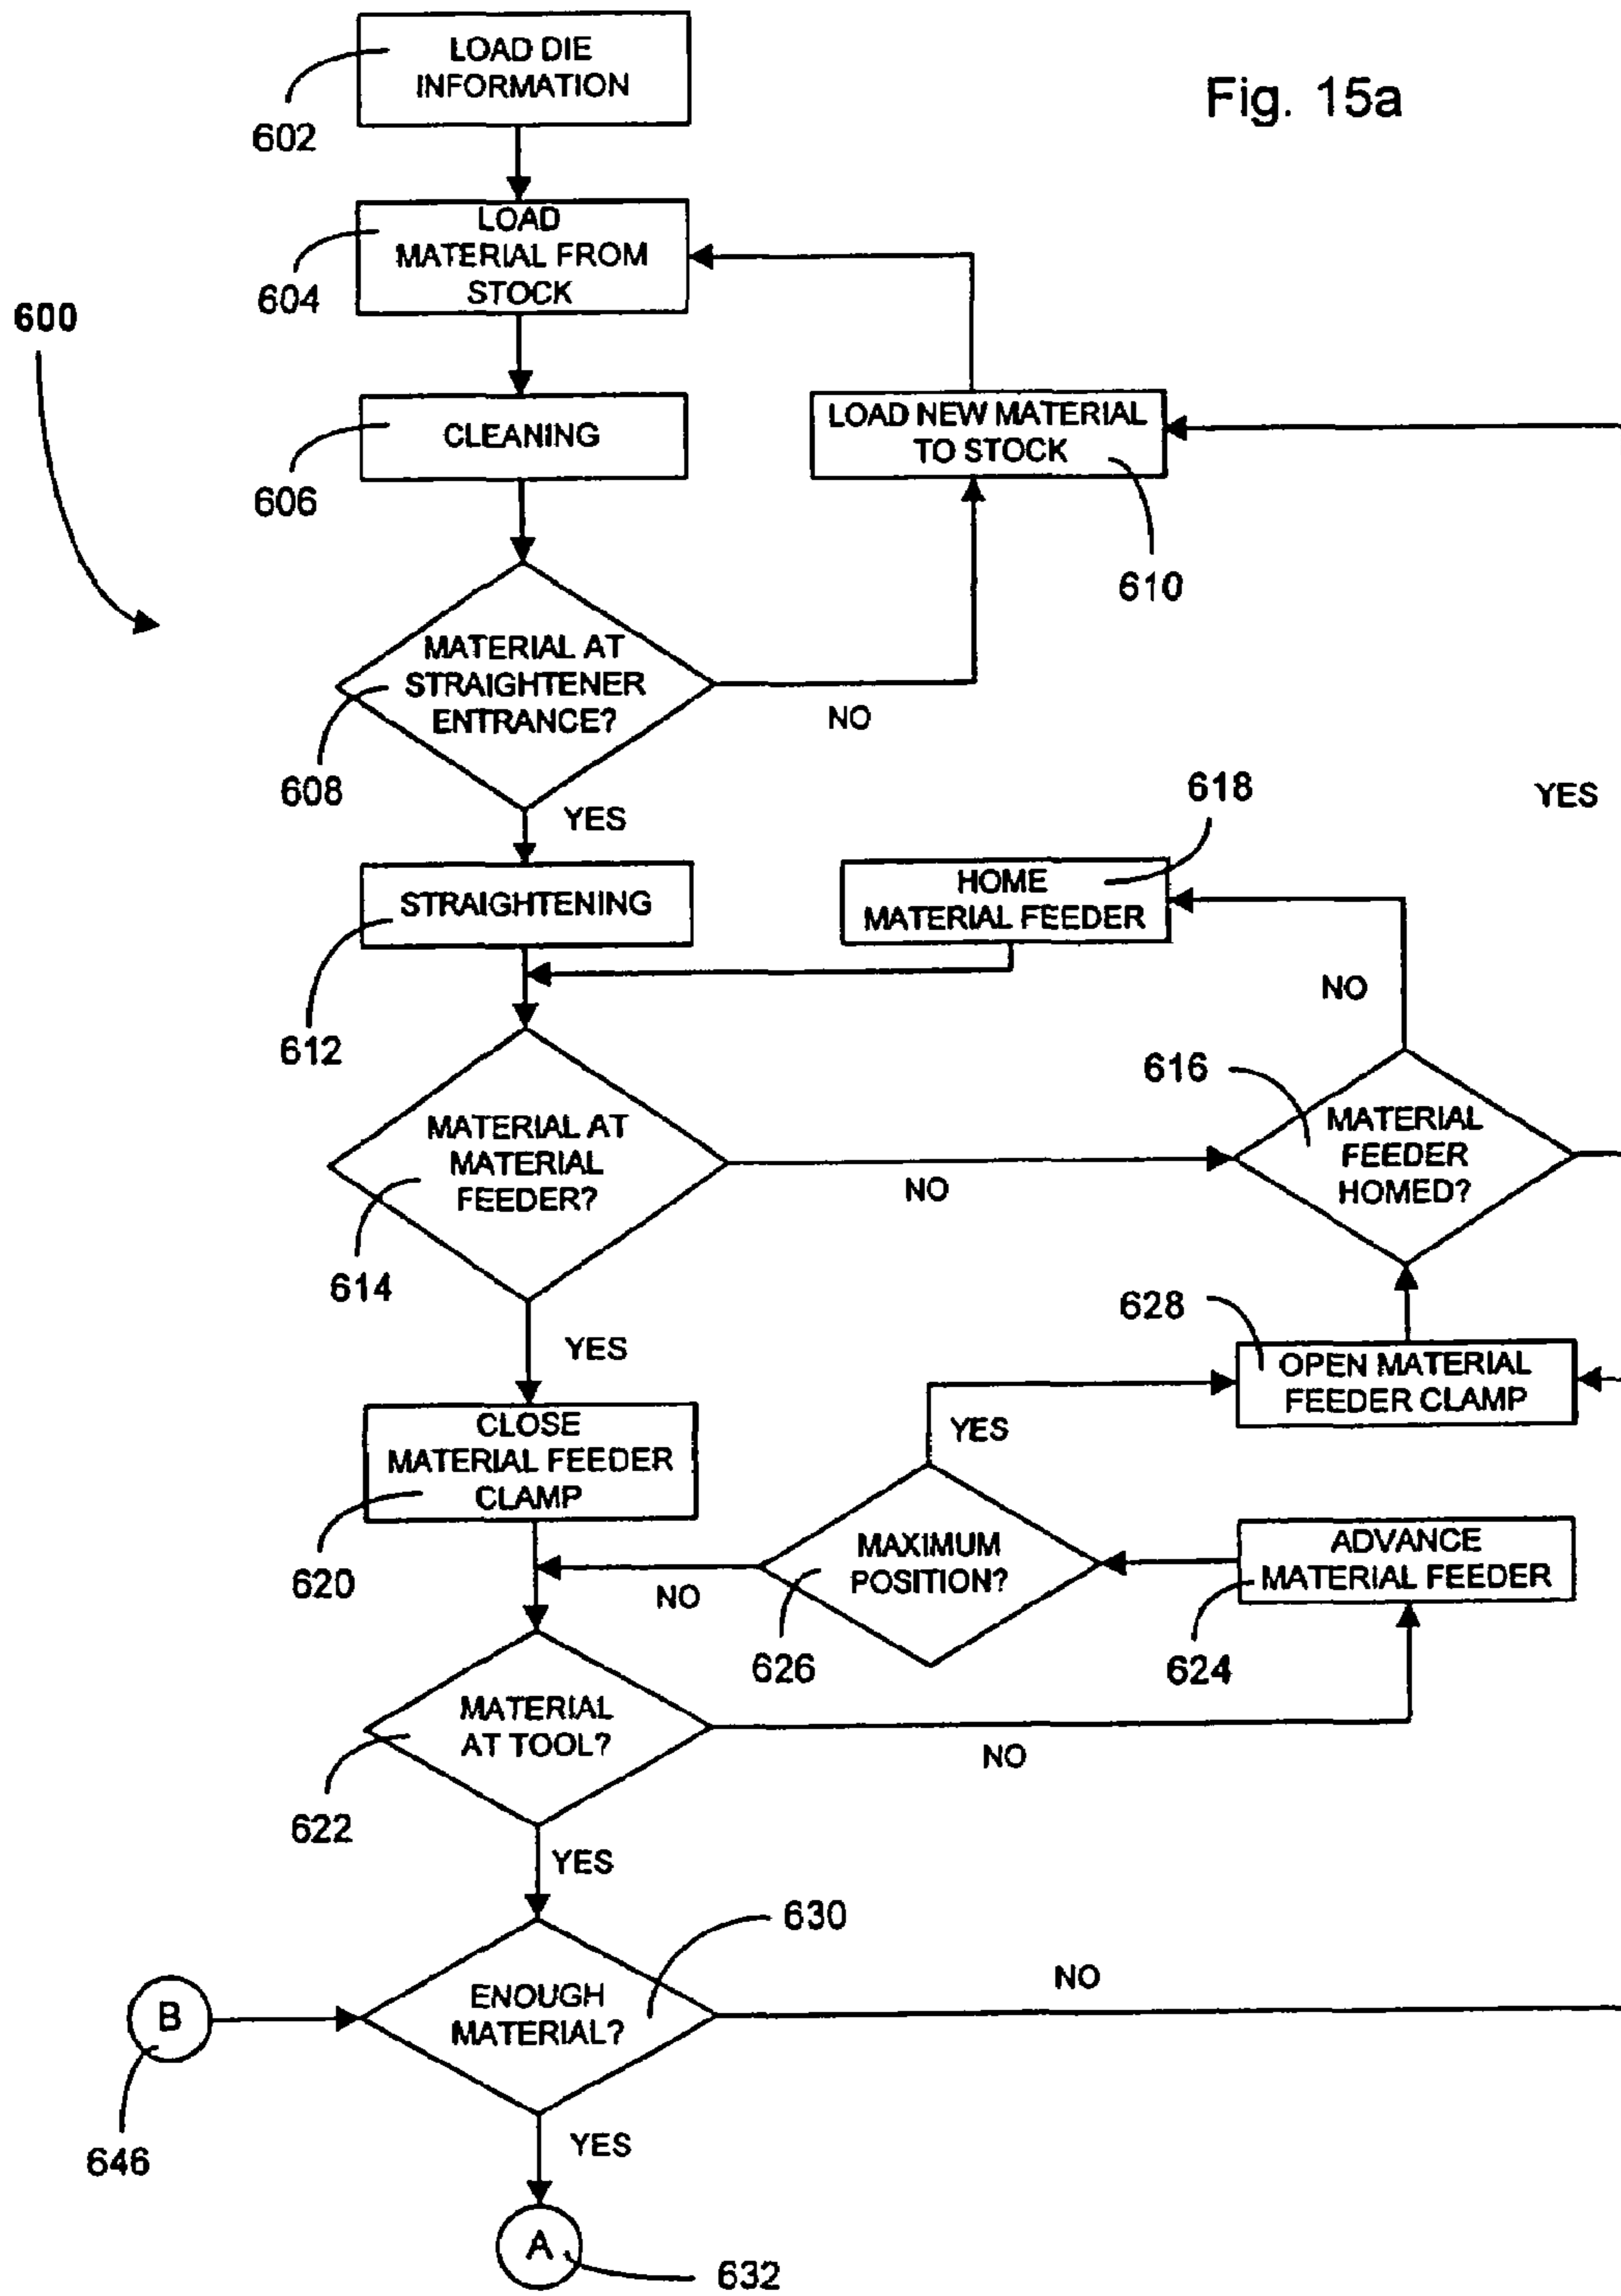 Fig. 15a
LOAD DIE
INFORMATION
602
LOAD
MATERIAL FROM
STOCK
604
600
CLEANING
606
LOAD NEW MATERIAL
TO STOCK
610
MATERIAL AT
STRAIGHTENER
ENTRANCE?
608
NO
YES
YES
618
STRAIGHTENING
612
HOME
MATERIAL FEEDER
NO
616
MATERIAL AT
MATERIAL
FEEDER?
614
NO
MATERIAL
FEEDER
HOMED?
YES
628
OPEN MATERIAL
FEEDER CLAMP
CLOSE
MATERIAL FEEDER
CLAMP
620
YES
MAXIMUM
POSITION?
626
NO
ADVANCE
MATERIAL FEEDER
624
MATERIAL
AT TOOL?
622
NO
YES
630
ENOUGH
MATERIAL?
NO
B
646
YES
A
632